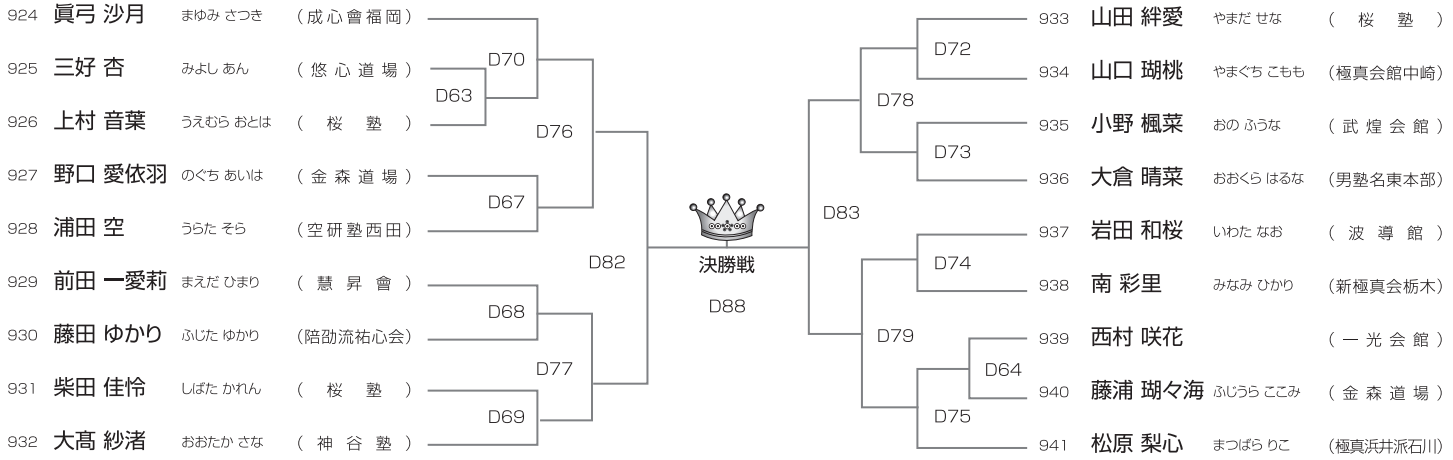 924 眞弓 沙月 まゆみ さつき （成心會福岡）
925 三好 杏 みよし あん （悠心道場）
926 上村 音葉 うえむら おとは （桜塾）
927 野口 愛依羽 のぐち あいは （金森道場）
928 浦田 空 うらた そら （空研塾西田）
929 前田 一愛莉 まえだ ひまり （慧昇會）
930 藤田 ゆかり ふじた ゆかり （陪劭流祐心会）
931 柴田 佳怜 しばた かれん （桜塾）
932 大髙 紗渚 おおたか さな （神谷塾）
D70
D63
D76
D67
D82
D68
D77
D69
決勝戦
D88
D72
D78
D73
D83
D74
D79
D64
D75
933 山田 絆愛 やまだ せな （桜塾）
934 山口 瑚桃 やまぐち こもも （極真会館中崎）
935 小野 楓菜 おの ふうな （武煌会館）
936 大倉 晴菜 おおくら はるな （男塾名東本部）
937 岩田 和桜 いわた なお （波導館）
938 南 彩里 みなみ ひかり （新極真会栃木）
939 西村 咲花 （一光会館）
940 藤浦 瑚々海 ふじうら ここみ （金森道場）
941 松原 梨心 まつばら りこ （極真浜井派石川）